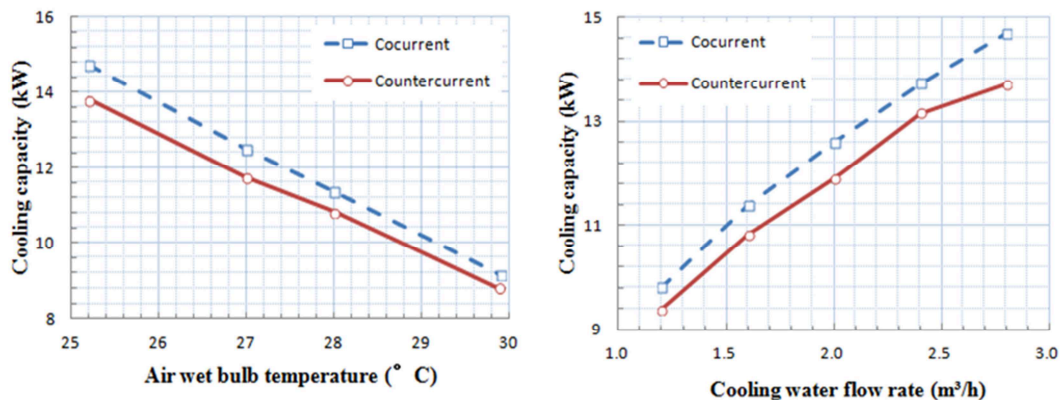 16
14
12
10
8
Cooling capacity (kW)
Cocurrent
Countercurrent
25 26 27 28 29 30
Air wet bulb temperature (° C)
15
13
11
9
Cooling capacity (kW)
Cocurrent
Countercurrent
1.0 1.5 2.0 2.5 3.0
Cooling water flow rate (m³/h)